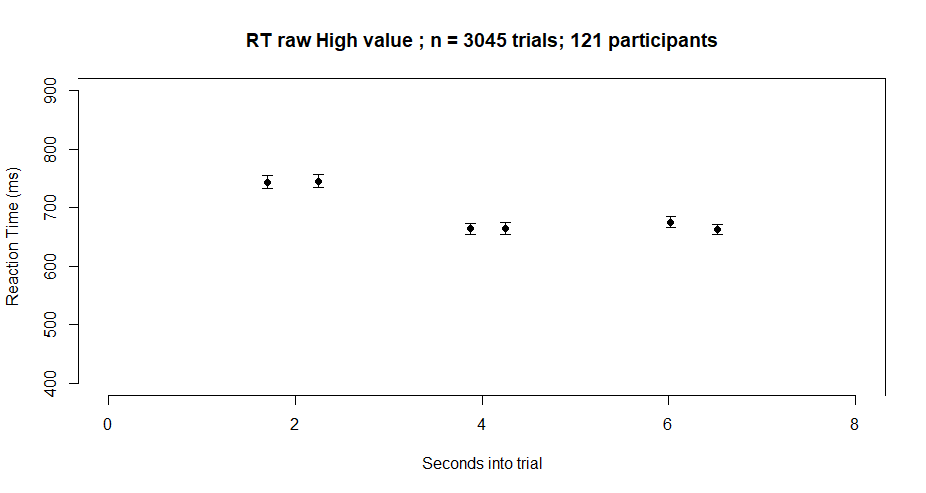 RT raw High value ; n = 3045 trials; 121 participants
Reaction Time (ms)
900
800
700
600
500
400
0 2 4 6 8
Seconds into trial